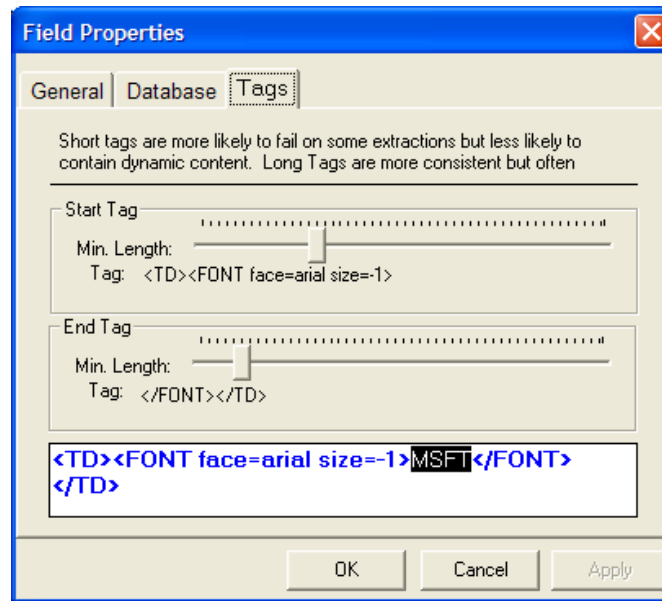 Field Properties
General Database Tags
Short tags are more likely to fail on some extractions but less likely to
contain dynamic content. Long Tags are more consistent but often
Start Tag
Min. Length:
Tag: <TD><FONT face=arial size=-1>
End Tag
Min. Length:
Tag: </FONT></TD>
<TD><FONT face=arial size=-1>MSFT</FONT>
</TD>
OK Cancel Apply